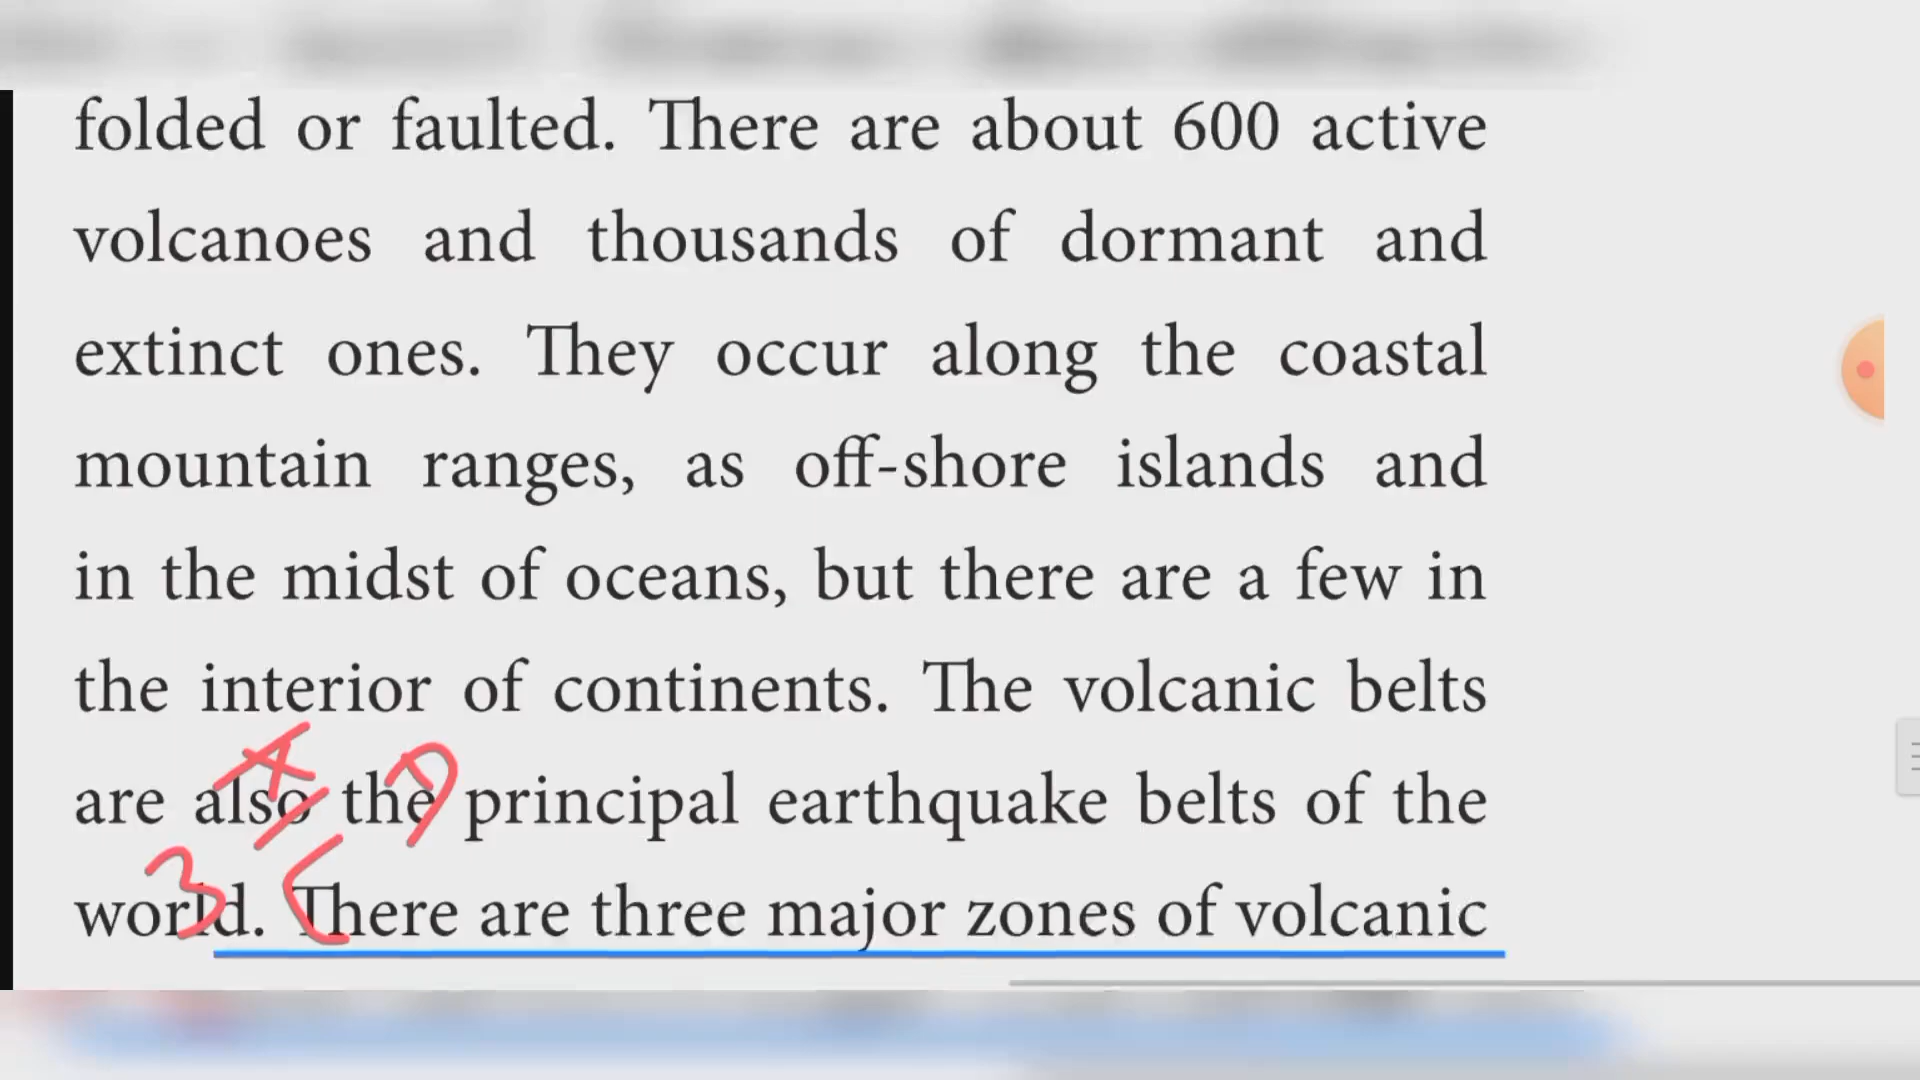 folded or faulted. There are about 600 active
volcanoes and thousands of dormant and
extinct ones. They occur along the coastal
mountain ranges, as off-shore islands and
in the midst of oceans, but there are a few in
the interior of continents. The volcanic belts
are also the principal earthquake belts of the
world. There are three major zones of volcanic